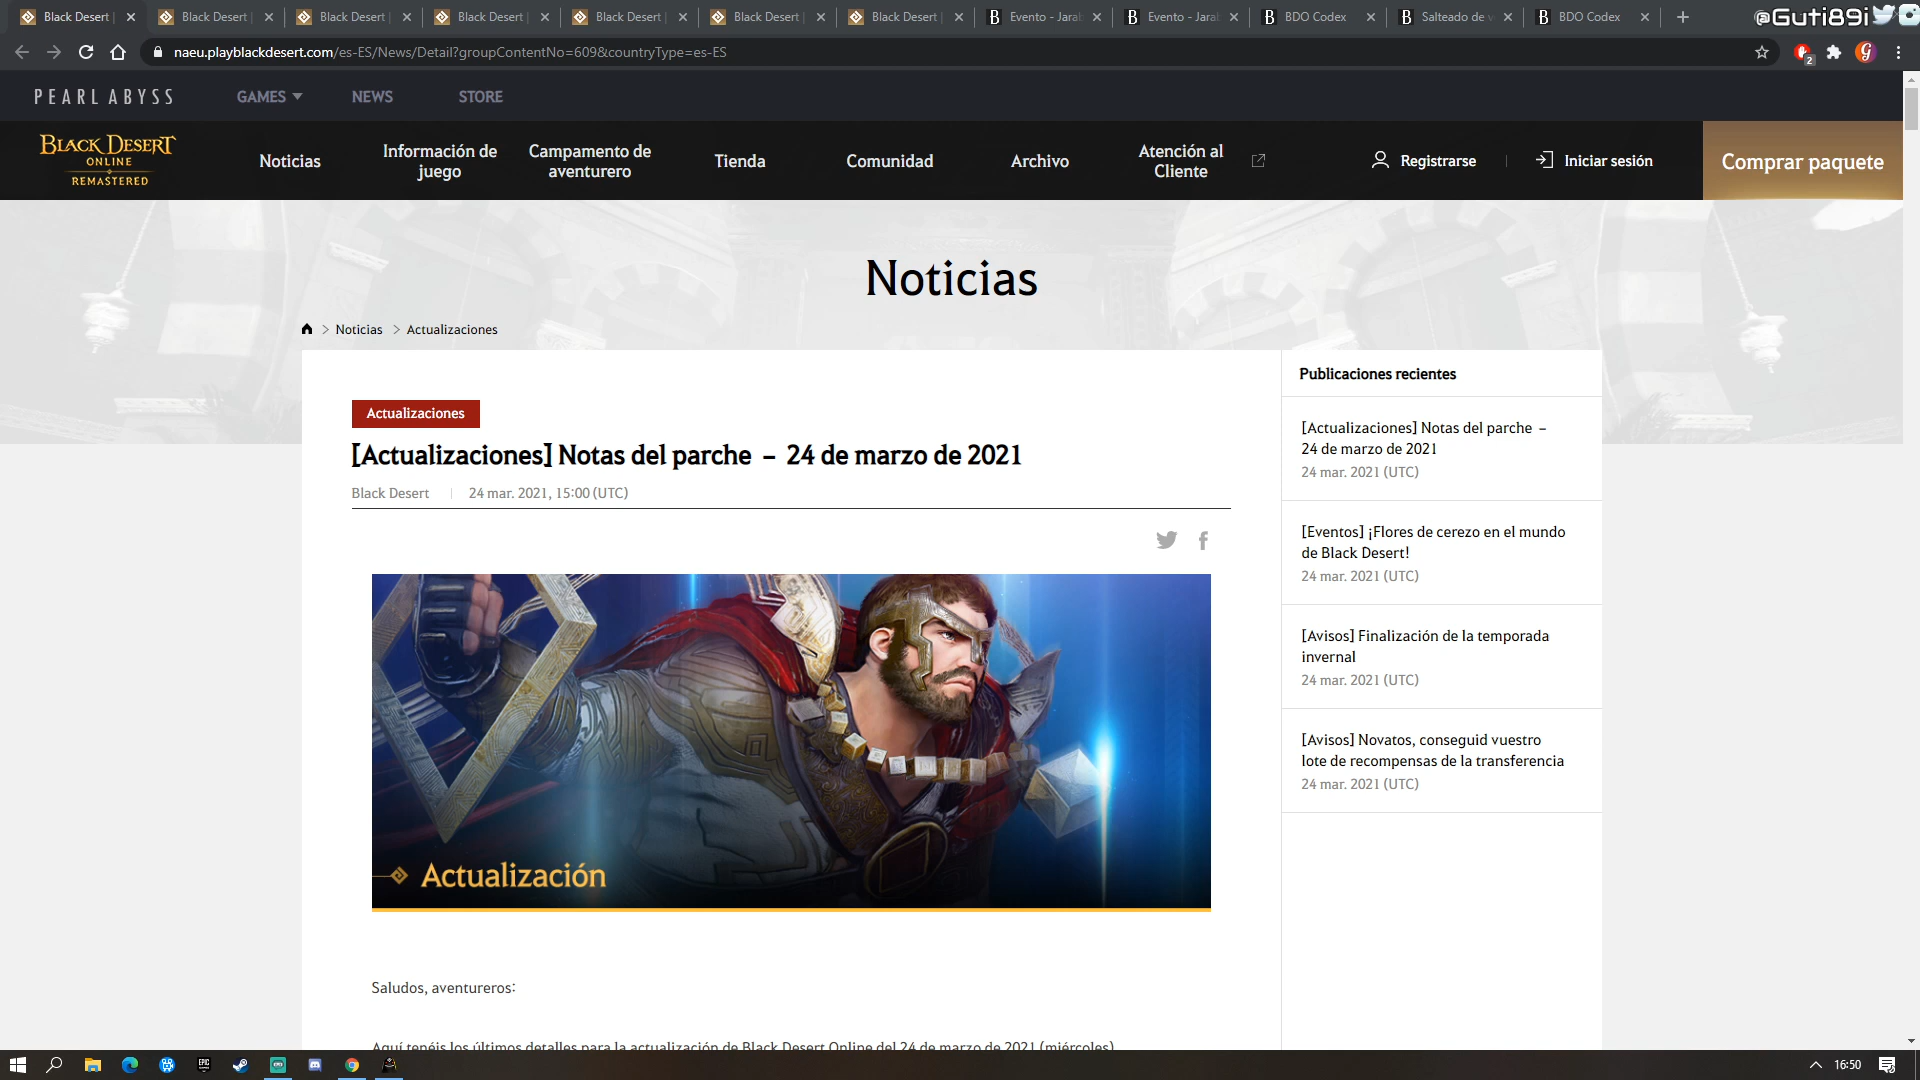 Black Desert |
Black Desert |
Black Desert |
Black Desert |
Black Desert |
Black Desert |
Black Desert |
Evento - Jara
Evento - Jara
BDO Codex
Salteado de v
BDO Codex
@Guti89i
naeu.playblackdesert.com/es-ES/News/Detail?groupContentNo=609&countryType=es-ES
2
PEARL ABYSS
GAMES
NEWS
STORE
BLACK DESERT
ONLINE
REMASTERED
Noticias
Información de
juego
Campamento de
aventurero
Tienda
Comunidad
Archivo
Atención al
Cliente
Registrarse
Iniciar sesión
Comprar paquete
Noticias
> Noticias > Actualizaciones
Actualizaciones
[Actualizaciones] Notas del parche – 24 de marzo de 2021
Black Desert | 24 mar. 2021, 15:00 (UTC)
Actualización
Saludos, aventureros:
Aquí tenéis los últimos detalles para la actualización de Black Desert Online del 24 de marzo de 2021 (miércoles).
Publicaciones recientes
[Actualizaciones] Notas del parche –
24 de marzo de 2021
24 mar. 2021 (UTC)
[Eventos] ¡Flores de cerezo en el mundo
de Black Desert!
24 mar. 2021 (UTC)
[Avisos] Finalización de la temporada
invernal
24 mar. 2021 (UTC)
[Avisos] Novatos, conseguid vuestro
lote de recompensas de la transferencia
24 mar. 2021 (UTC)
EPIC
16:50